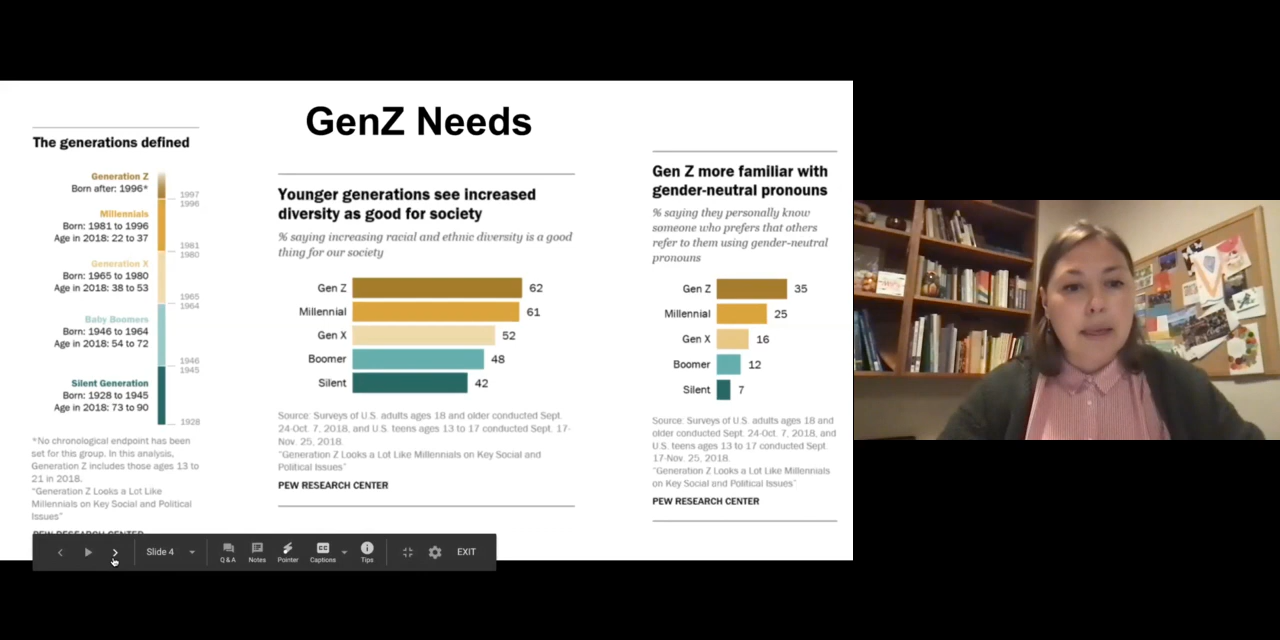 GenZ Needs
The generations defined
Generation Z
Born after: 1996*
1997
1996
Millennials
Born: 1981 to 1996
Age in 2018: 22 to 37
1981
1980
Generation X
Born: 1965 to 1980
Age in 2018: 38 to 53
1965
1964
Baby Boomers
Born: 1946 to 1964
Age in 2018: 54 to 72
1946
1945
Silent Generation
Born: 1928 to 1945
Age in 2018: 73 to 90
1928
*No chronological endpoint has been
set for this group. In this analysis,
Generation Z includes those ages 13 to
21 in 2018.
"Generation Z Looks a Lot Like
Millennials on Key Social and Political
Issues"
PEW RESEARCH CENTER
Younger generations see increased
diversity as good for society
% saying increasing racial and ethnic diversity is a good
thing for our society
Gen Z 62
Millennial 61
Gen X 52
Boomer 48
Silent 42
Source: Surveys of U.S. adults ages 18 and older conducted Sept.
24-Oct. 7, 2018, and U.S. teens ages 13 to 17 conducted Sept. 17-
Nov. 25, 2018.
"Generation Z Looks a Lot Like Millennials on Key Social and
Political Issues"
PEW RESEARCH CENTER
Gen Z more familiar with
gender-neutral pronouns
% saying they personally know
someone who prefers that others
refer to them using gender-neutral
pronouns
Gen Z 35
Millennial 25
Gen X 16
Boomer 12
Silent 7
Source: Surveys of U.S. adults ages 18 and
older conducted Sept. 24-Oct. 7, 2018, and
U.S. teens ages 13 to 17 conducted Sept.
17-Nov. 25, 2018.
"Generation Z Looks a Lot Like Millennials
on Key Social and Political Issues"
PEW RESEARCH CENTER
Slide 4
Q & A
Notes
Pointer
CC
Captions
Tips
EXIT